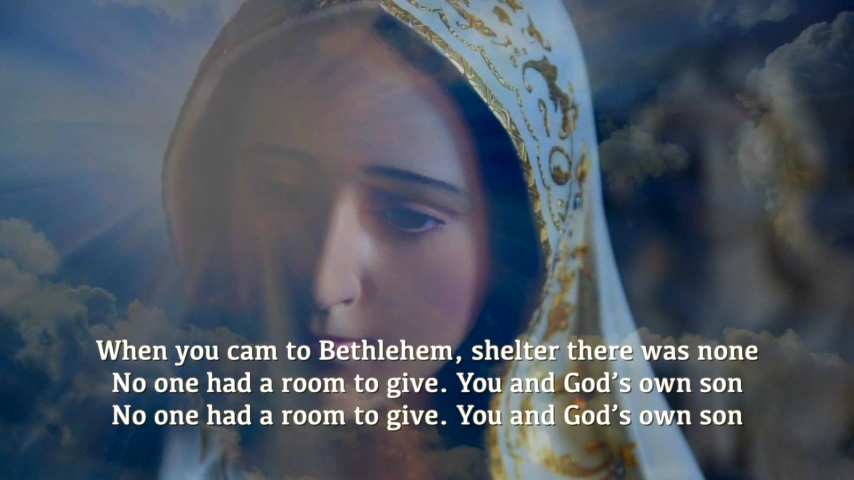 When you cam to Bethlehem, shelter there was none
No one had a room to give. You and God's own son
No one had a room to give. You and God's own son